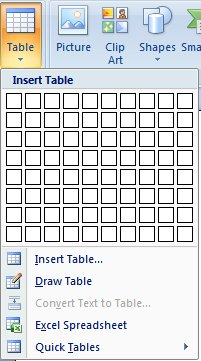 Table
Picture
Clip
Art
Shapes
Sma
Insert Table
Insert Table...
Draw Table
Convert Text to Table...
Excel Spreadsheet
Quick Tables